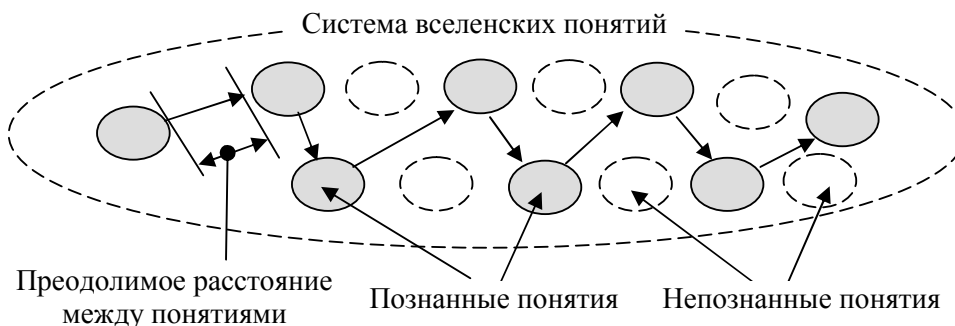 Система вселенских понятий
Преодолимое расстояние
между понятиями
Познанные понятия
Непознанные понятия